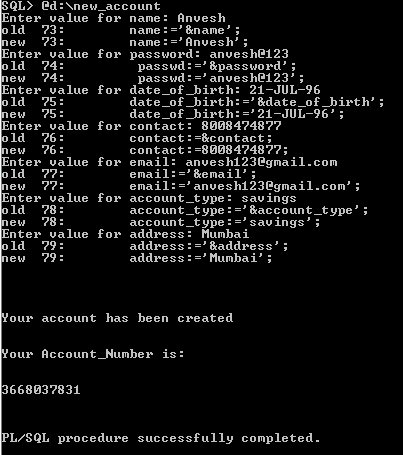 SQL> @d:\new_account
Enter value for name: Anvesh
old  73:         name:='&name';
new  73:         name:='Anvesh';
Enter value for password: anvesh@123
old  74:          passwd:='&password';
new  74:          passwd:='anvesh@123';
Enter value for date_of_birth: 21-JUL-96
old  75:         date_of_birth:='&date_of_birth';
new  75:         date_of_birth:='21-JUL-96';
Enter value for contact: 8008474877
old  76:         contact:=&contact;
new  76:         contact:=8008474877;
Enter value for email: anvesh123@gmail.com
old  77:         email:='&email';
new  77:         email:='anvesh123@gmail.com';
Enter value for account_type: savings
old  78:         account_type:='&account_type';
new  78:         account_type:='savings';
Enter value for address: Mumbai
old  79:         address:='&address';
new  79:         address:='Mumbai';
Your account has been created
Your Account_Number is:
3668037831
PL/SQL procedure successfully completed.